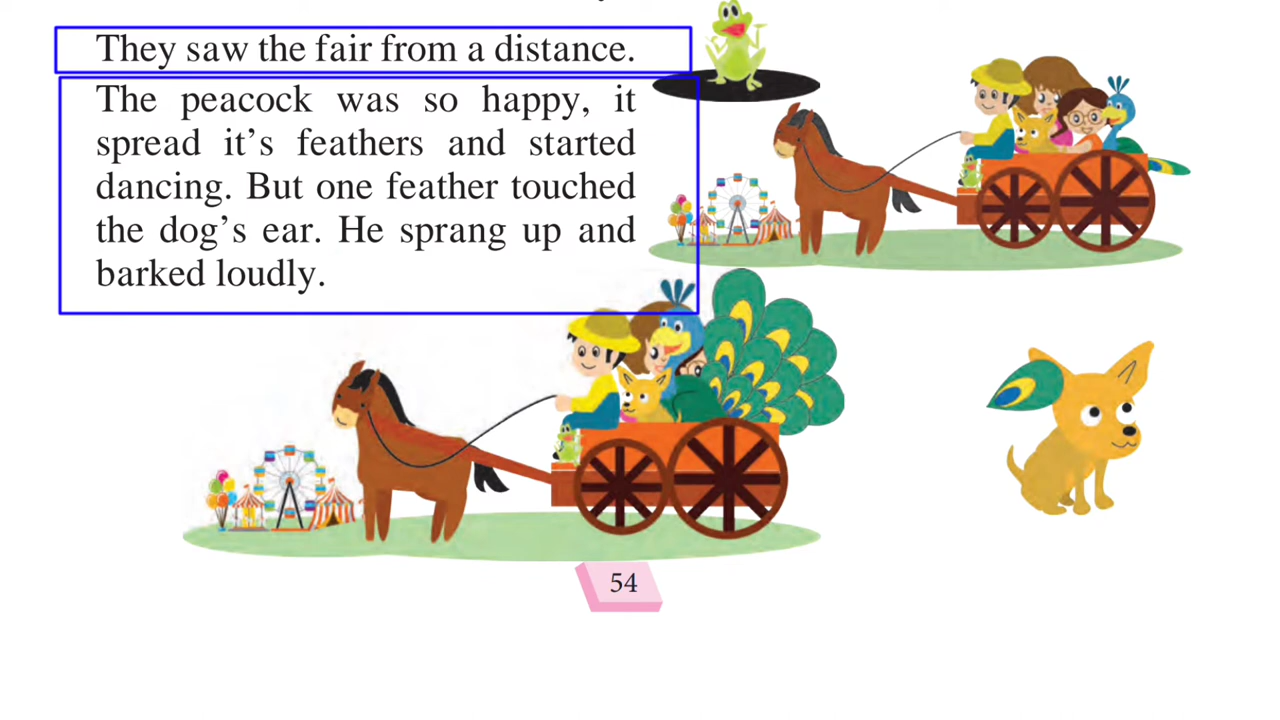 They saw the fair from a distance.
The peacock was so happy, it
spread it's feathers and started
dancing. But one feather touched
the dog's ear. He sprang up and
barked loudly.
54